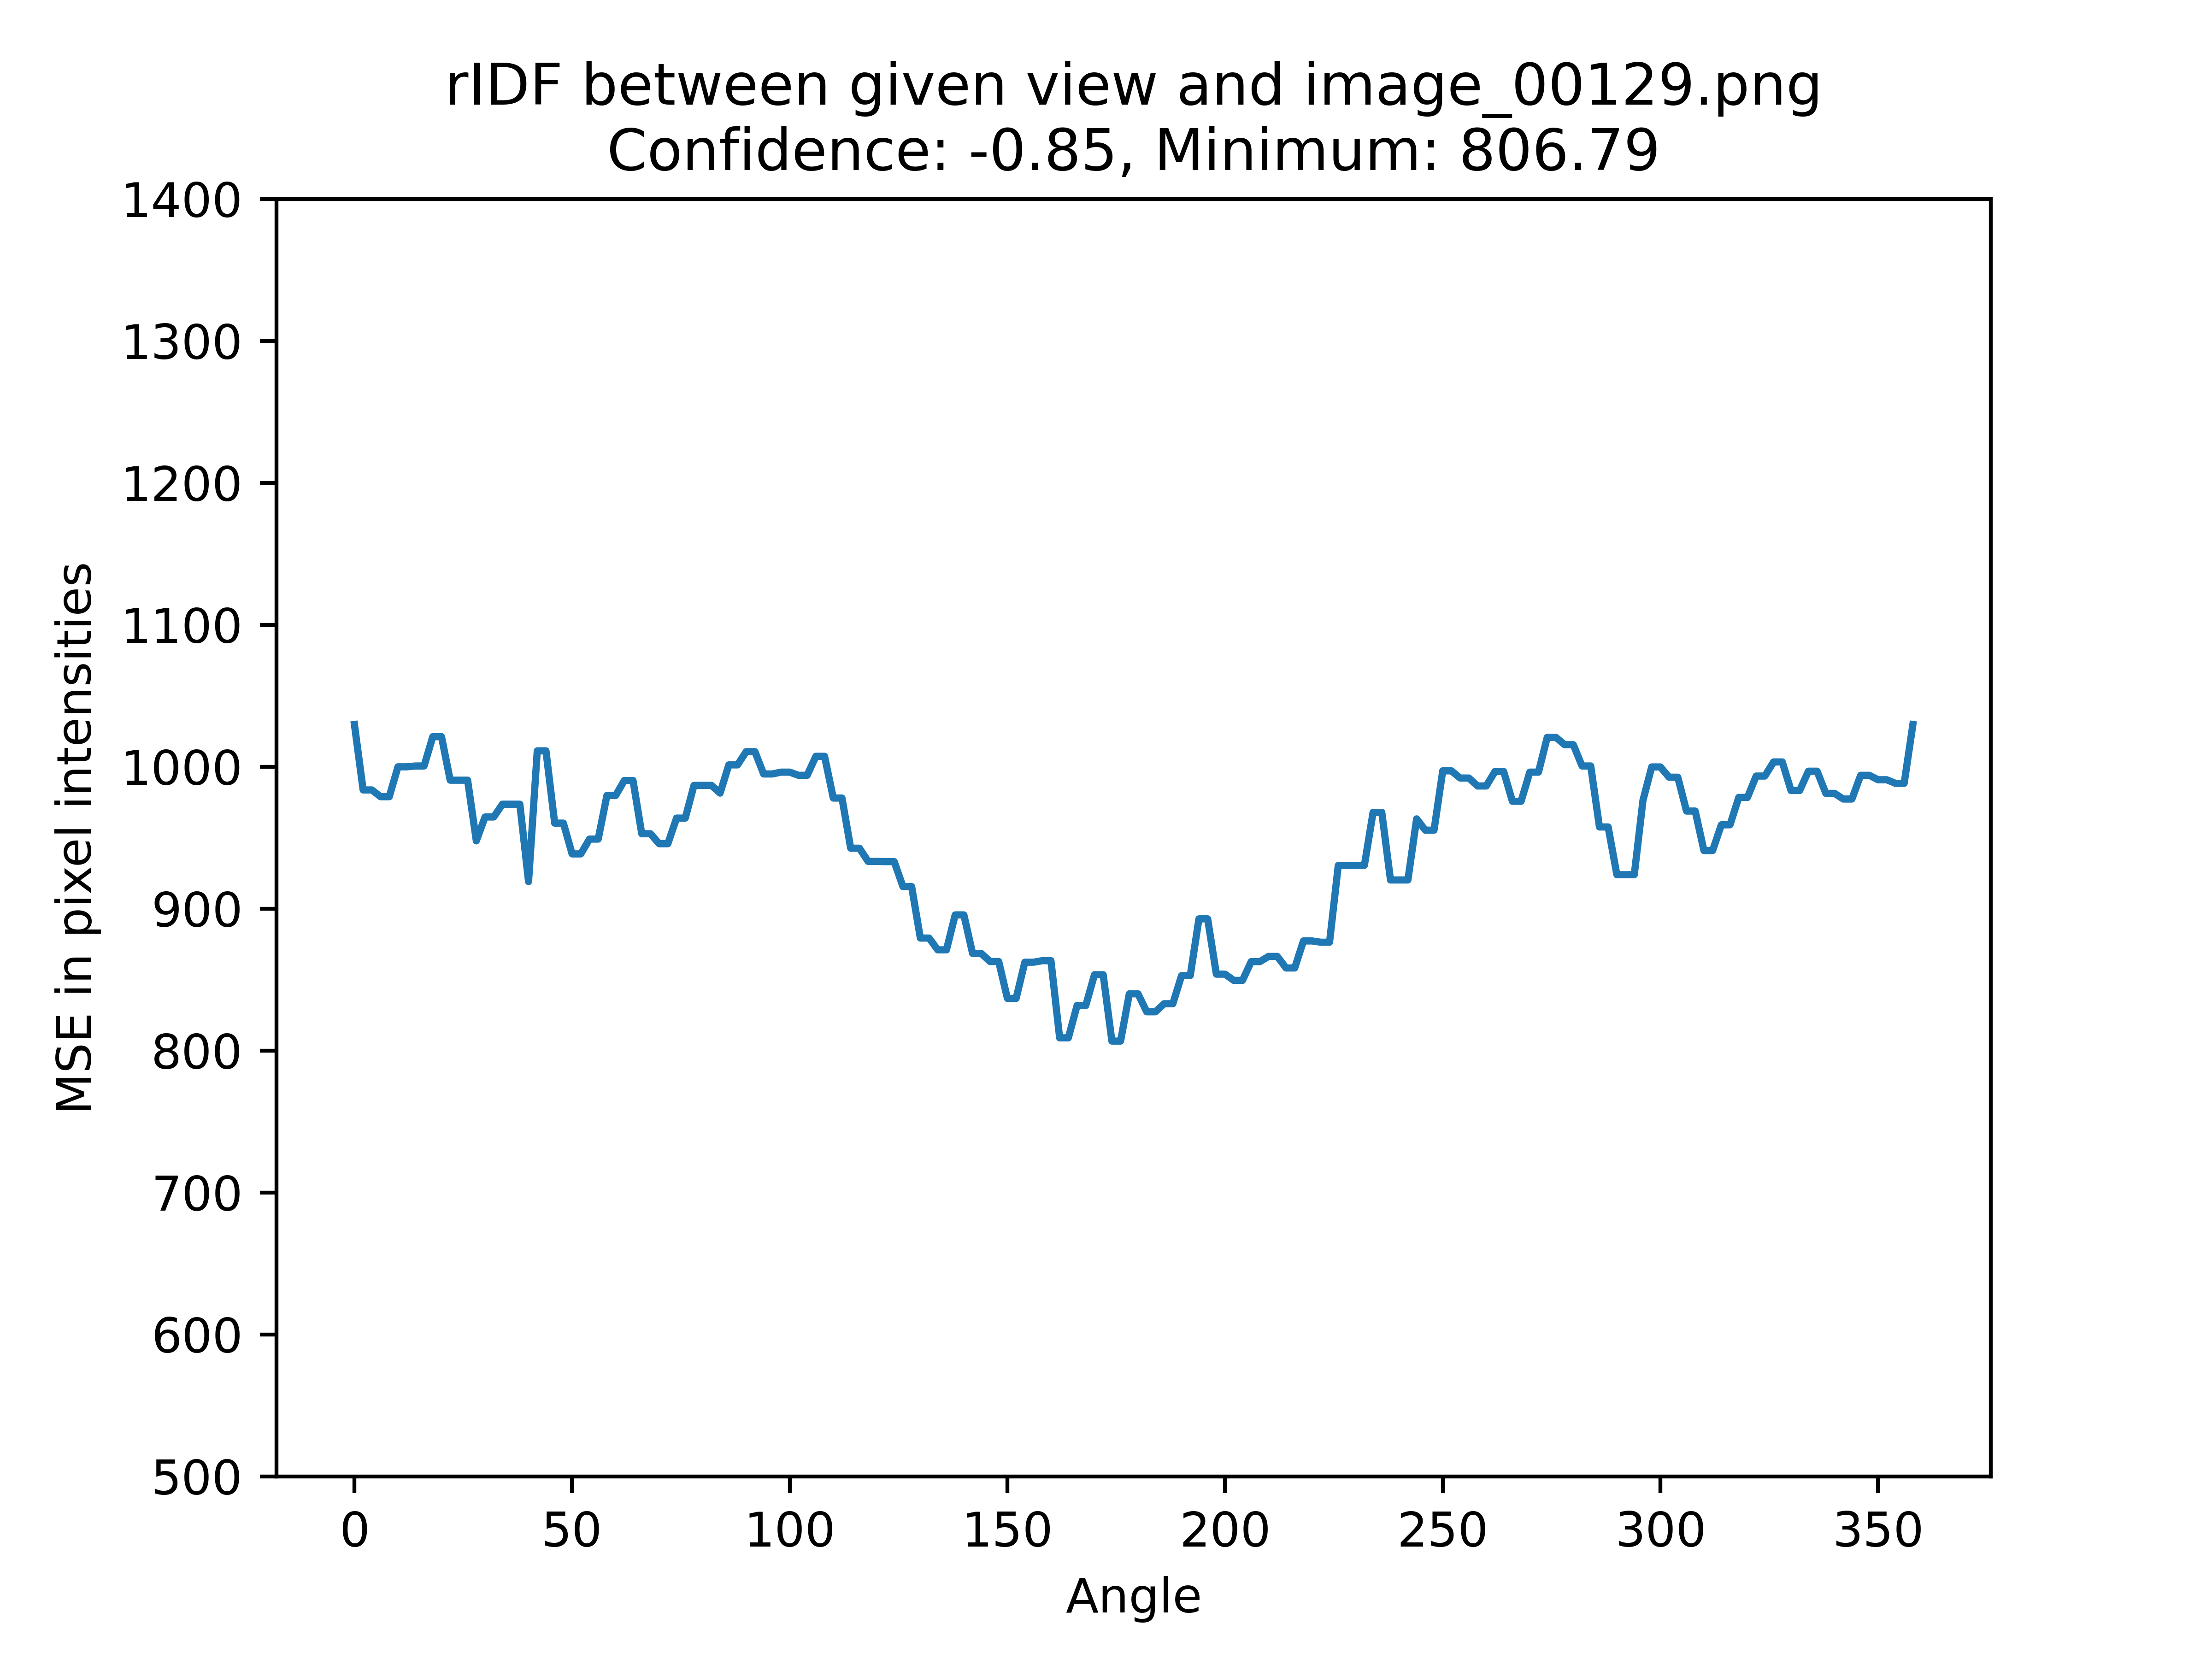 rIDF between given view and image_00129.png
Confidence: -0.85, Minimum: 806.79
1400
1300
1200
1100
1000
900
800
700
600
500
MSE in pixel intensities
0 50 100 150 200 250 300 350
Angle